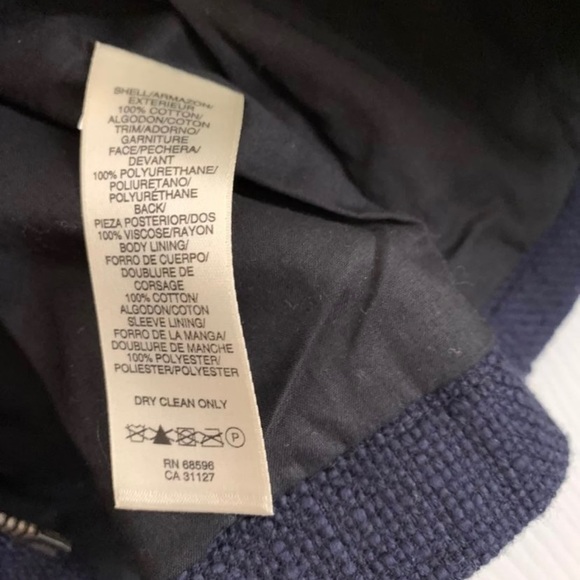 SHELL/ARMAZON/
EXTERIEUR
100% COTTON/
ALGODON/COTON
TRIM/ADORNO/
GARNITURE
FACE/PECHERA/
DEVANT
100% POLYURETHANE/
POLIURETANO/
POLYURÉTHANE
BACK/
PIEZA POSTERIOR/DOS
100% VISCOSE/RAYON
BODY LINING/
FORRO DE CUERPO/
DOUBLURE DE
CORSAGE
100% COTTON/
ALGODON/COTON
SLEEVE LINING/
FORRO DE LA MANGA/
DOUBLURE DE MANCHE
100% POLYESTER/
POLIESTER/POLYESTER
DRY CLEAN ONLY
P
RN 68596
CA 31127